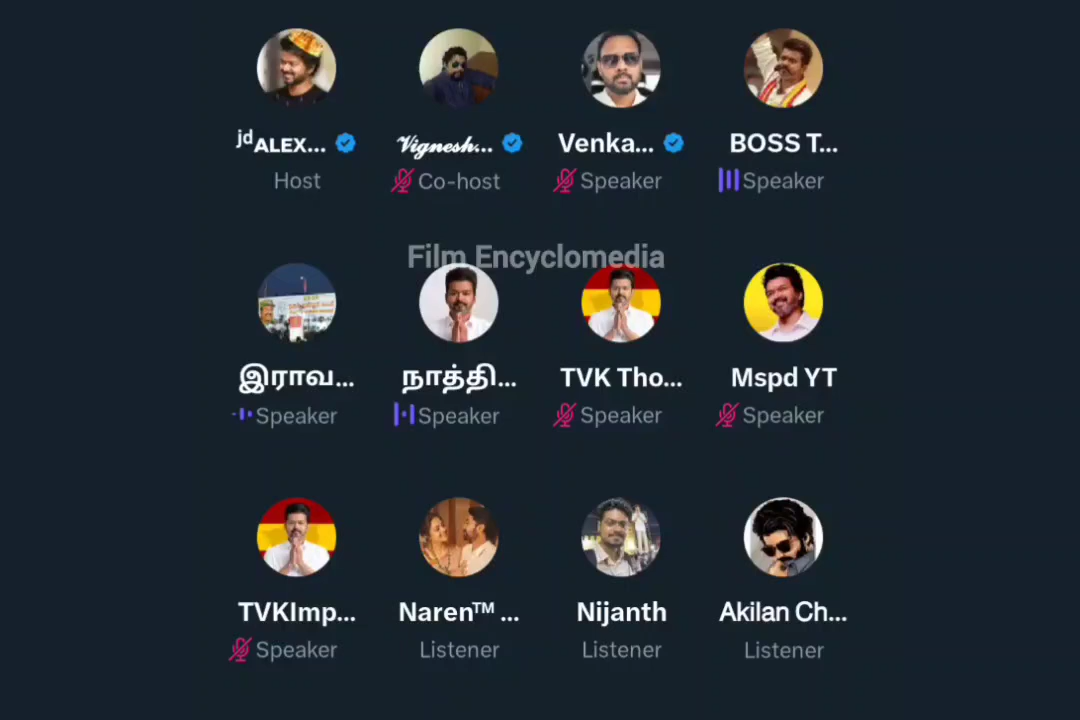 jdALEX...
Vignesh...
Venka...
BOSS T...
Host
Co-host
Speaker
Speaker
Film Encyclomedia
இராவ...
நாத்தி...
TVK Tho...
Mspd YT
Speaker
Speaker
Speaker
Speaker
TVKImp...
Naren™ ...
Nijanth
Akilan Ch...
Speaker
Listener
Listener
Listener